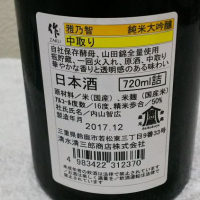 作 雅乃智 純米大吟醸
ZAKU 中取り
自社保存酵母、山田錦全量使用
瓶貯蔵、一回火入れ、原酒、中取り
華やかな香りと透明感のある味わい
日本酒 720ml詰
原材料/米(国産)、米麹(国産米)
アルコール度数/16度、精米歩合/50%
杜氏/内山智広
製造年月 2017.12
三重県鈴鹿市若松東三丁目9番33号
清水清三郎商店株式会社
4 984422 312370